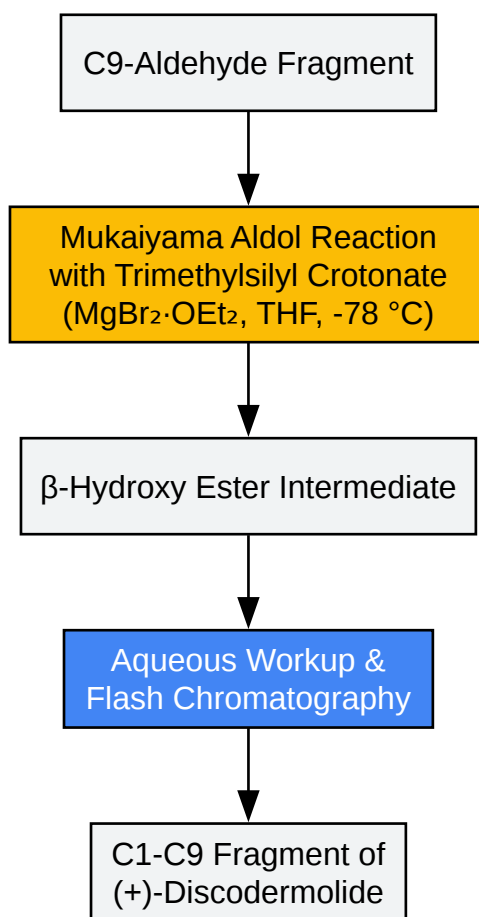 C9-Aldehyde Fragment
Mukaiyama Aldol Reaction
with Trimethylsilyl Crotonate
(MgBr₂·OEt₂, THF, -78 °C)
β-Hydroxy Ester Intermediate
Aqueous Workup &
Flash Chromatography
C1-C9 Fragment of
(+)-Discodermolide